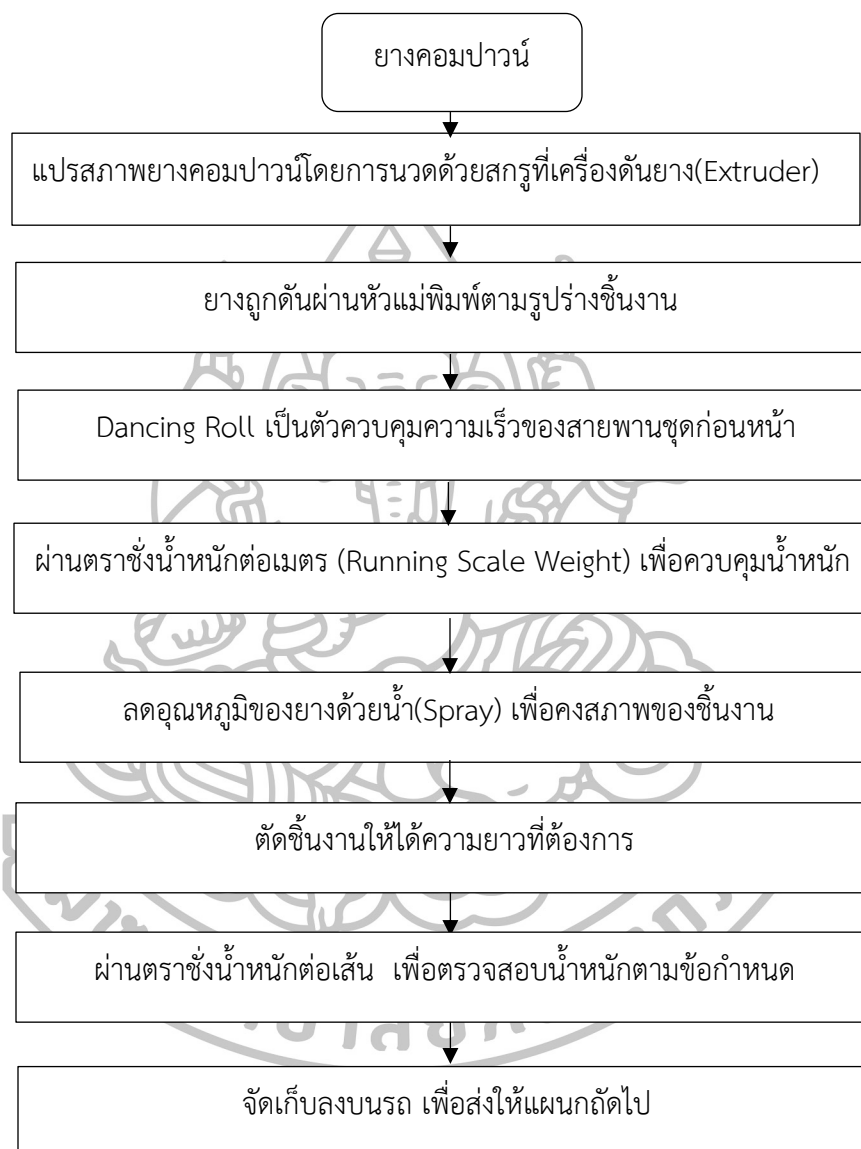 ยางคอมปาวน์
แปรสภาพยางคอมปาวน์โดยการนวดด้วยสกรูที่เครื่องดันยาง(Extruder)
ยางถูกดันผ่านหัวแม่พิมพ์ตามรูปร่างชิ้นงาน
Dancing Roll เป็นตัวควบคุมความเร็วของสายพานชุดก่อนหน้า
ผ่านตราชั่งน้ำหนักต่อเมตร (Running Scale Weight) เพื่อควบคุมน้ำหนัก
ลดอุณหภูมิของยางด้วยน้ำ(Spray) เพื่อคงสภาพของชิ้นงาน
ตัดชิ้นงานให้ได้ความยาวที่ต้องการ
ผ่านตราชั่งน้ำหนักต่อเส้น เพื่อตรวจสอบน้ำหนักตามข้อกำหนด
จัดเก็บลงบนรถ เพื่อส่งให้แผนกถัดไป